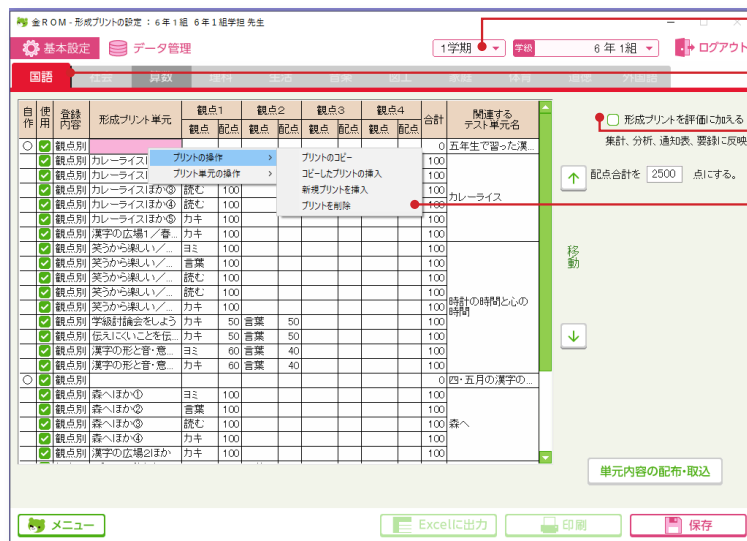 金ROM - 形成プリントの設定 : 6年1組 6年1組学担 先生
基本設定 データ管理 1学期 学級 6年 1組 ログアウト
国語 社会 算数 理科 生活 音楽 図工 家庭 体育 道徳 外国語
自作 使用 登録内容 形成プリント単元 観点1 観点2 観点3 観点4 合計 関連するテスト単元名
観点 配点 観点 配点 観点 配点 観点 配点
形成プリントを評価に加える
集計、分析、通知表、要録に反映
配点合計を 2500 点にする。
移動
観点別 0 五年生で習った漢...
観点別 カレーライス 100
観点別 カレーライス 100
観点別 カレーライスほか③ 読む 100 100
観点別 カレーライスほか④ 読む 100 100 カレーライス
観点別 カレーライスほか⑤ カキ 100 100
観点別 漢字の広場1/春... カキ 100 100
観点別 笑うから楽しい/... ヨミ 100 100
観点別 笑うから楽しい/... 言葉 100 100
観点別 笑うから楽しい/... 読む 100 100
観点別 笑うから楽しい/... 読む 100 100
観点別 笑うから楽しい/... カキ 100 100 時計の時間と心の時間
観点別 学級討論会をしよう カキ 50 言葉 50 100
観点別 伝えにくいことを伝... カキ 50 言葉 50 100
観点別 漢字の形と音・意... ヨミ 60 言葉 40 100
観点別 漢字の形と音・意... カキ 60 言葉 40 100
観点別 0 四・五月の漢字の...
観点別 森へほか① ヨミ 100 100
観点別 森へほか② 言葉 100 100
観点別 森へほか③ 読む 100 100 森へ
観点別 森へほか④ カキ 100 100
観点別 漢字の広場2ほか カキ 100 100
プリントの操作 >
プリント単元の操作 >
プリントのコピー
コピーしたプリントの挿入
新規プリントを挿入
プリントを削除
単元内容の配布・取込
メニュー Excelに出力 印刷 保存